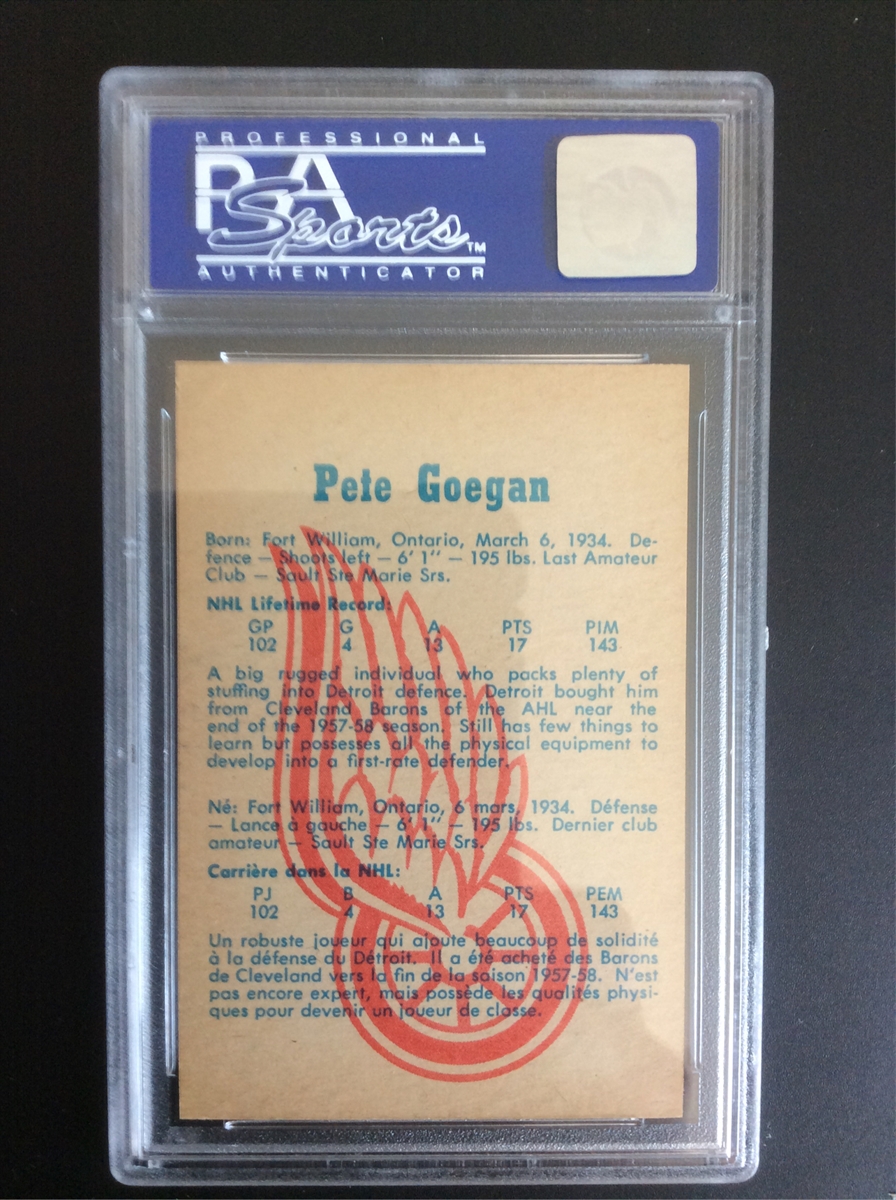 PROFESSIONAL
PSA
Sports™
AUTHENTICATOR
Pete Goegan
Born: Fort William, Ontario, March 6, 1934. De-
fence — Shoots left — 6' 1" — 195 lbs. Last Amateur
Club — Sault Ste Marie Srs.
NHL Lifetime Record:
GP G A PTS PIM
102 4 13 17 143
A big rugged individual who packs plenty of
stuffing into Detroit defence. Detroit bought him
from Cleveland Barons of the AHL near the
end of the 1957-58 season. Still has few things to
learn but possesses all the physical equipment to
develop into a first-rate defender.
Né: Fort William, Ontario, 6 mars, 1934. Défense
— Lance à gauche — 6' 1" — 195 lbs. Dernier club
amateur — Sault Ste Marie Srs.
Carrière dans la NHL:
PJ B A PTS PEM
102 4 13 17 143
Un robuste joueur qui ajoute beaucoup de solidité
à la défense du Détroit. Il a été acheté des Barons
de Cleveland vers la fin de la saison 1957-58. N'est
pas encore expert, mais possède les qualités physi-
ques pour devenir un joueur de classe.